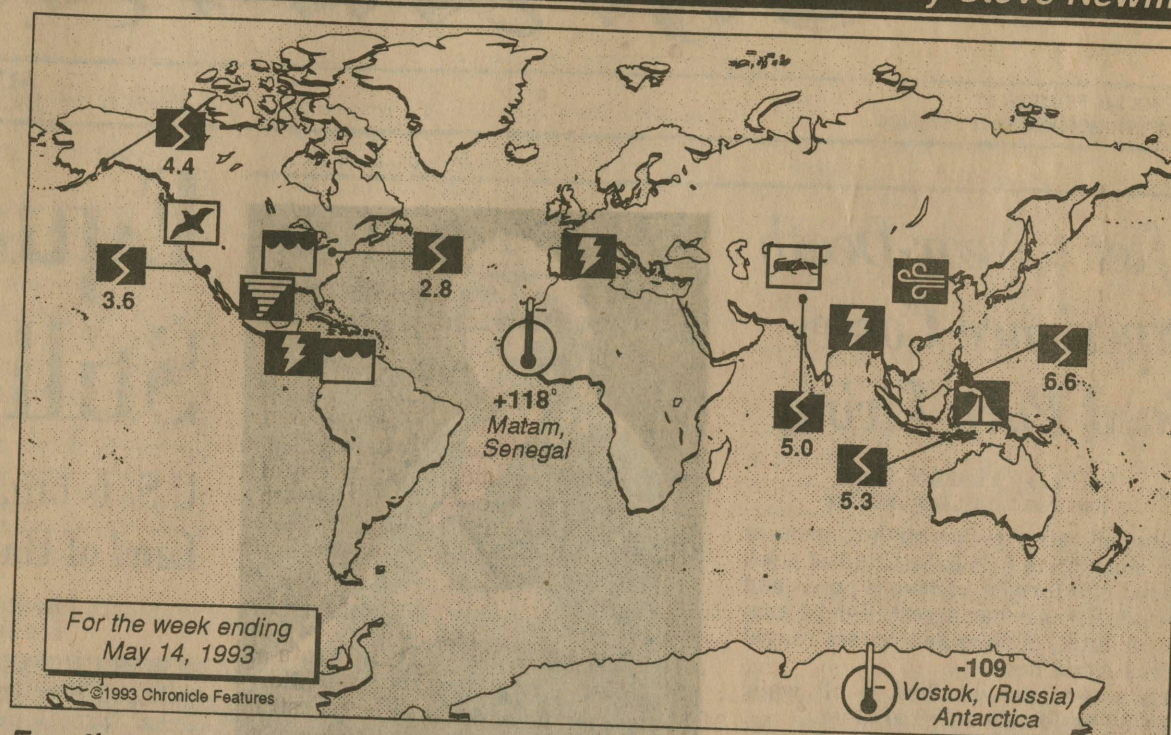 4.4
3.6
2.8
+118°
Matam,
Senegal
6.6
5.0
5.3
For the week ending
May 14, 1993
©1993 Chronicle Features
-109°
Vostok, (Russia)
Antarctica